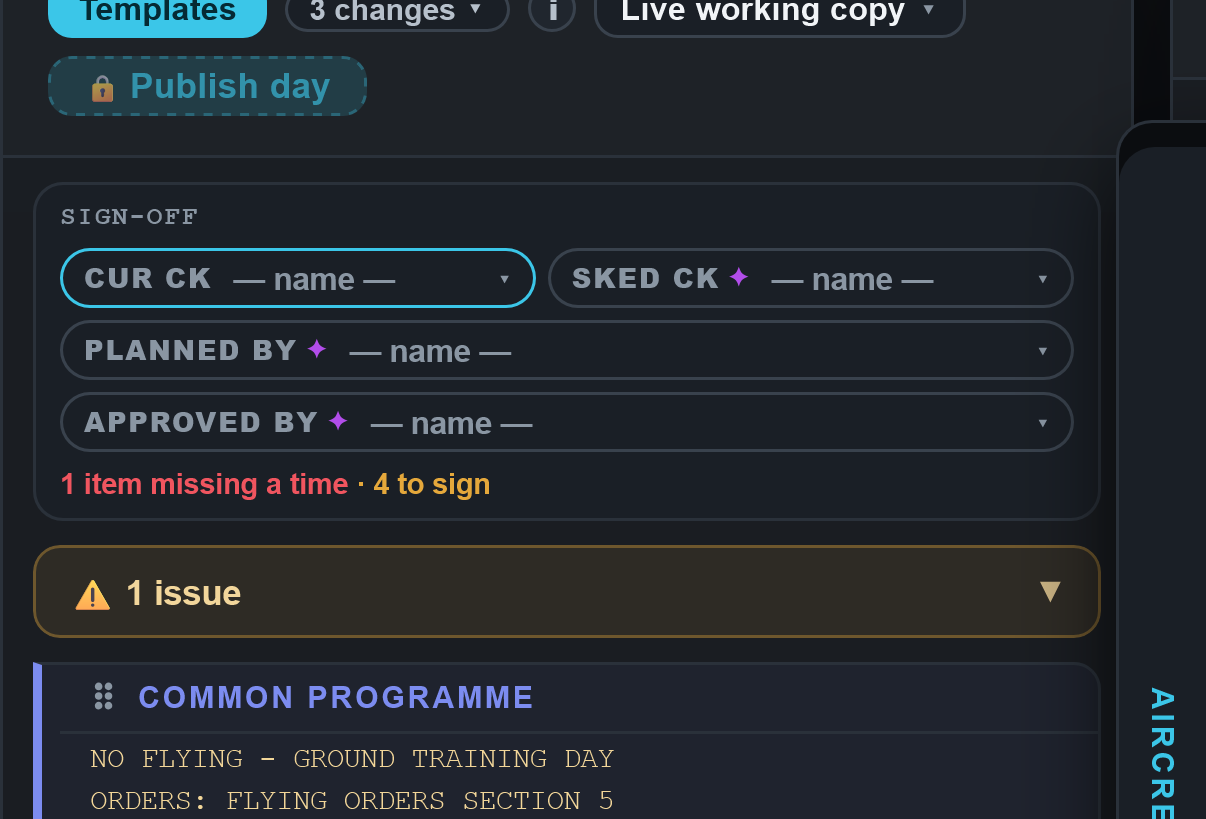 Templates 3 changes ▾ i Live working copy ▾
🔒 Publish day
SIGN-OFF
CUR CK — name — ▾ SKED CK ✦ — name — ▾
PLANNED BY ✦ — name — ▾
APPROVED BY ✦ — name — ▾
1 item missing a time · 4 to sign
⚠️ 1 issue ▼
COMMON PROGRAMME
NO FLYING – GROUND TRAINING DAY
ORDERS: FLYING ORDERS SECTION 5
AIRCRE